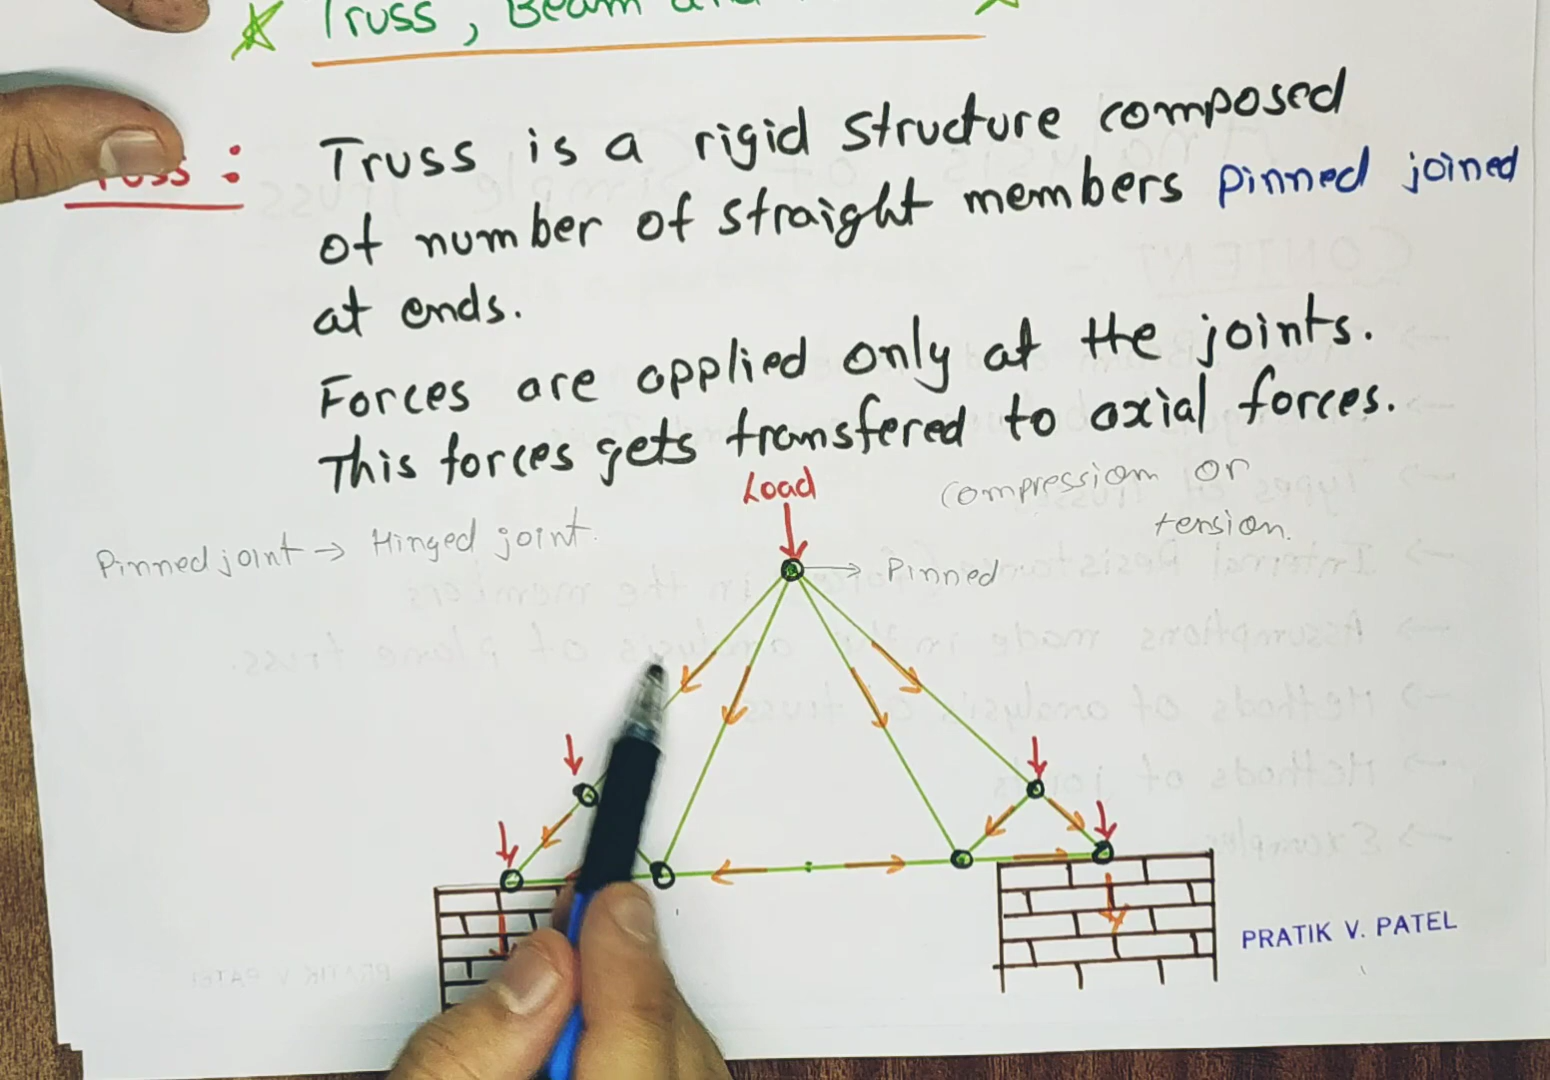 Truss, Beam
Truss : Truss is a rigid structure composed
of number of straight members pinned joined
at ends.
Forces are applied only at the joints.
This forces gets transfered to axial forces.
Load
compression or
tension.
Pinned joint → Hinged joint.
→ Pinned
PRATIK V. PATEL